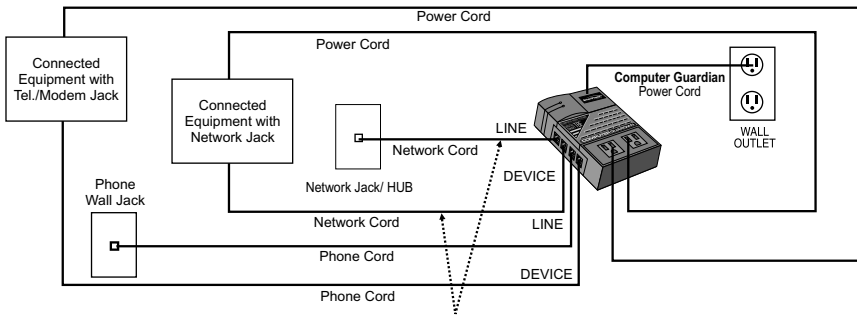 Power Cord
Power Cord
Connected
Equipment with
Tel./Modem Jack
Computer Guardian
Power Cord
Connected
Equipment with
Network Jack
LINE
WALL
OUTLET
Network Cord
DEVICE
Network Jack/ HUB
Phone
Wall Jack
Network Cord
LINE
Phone Cord
DEVICE
Phone Cord